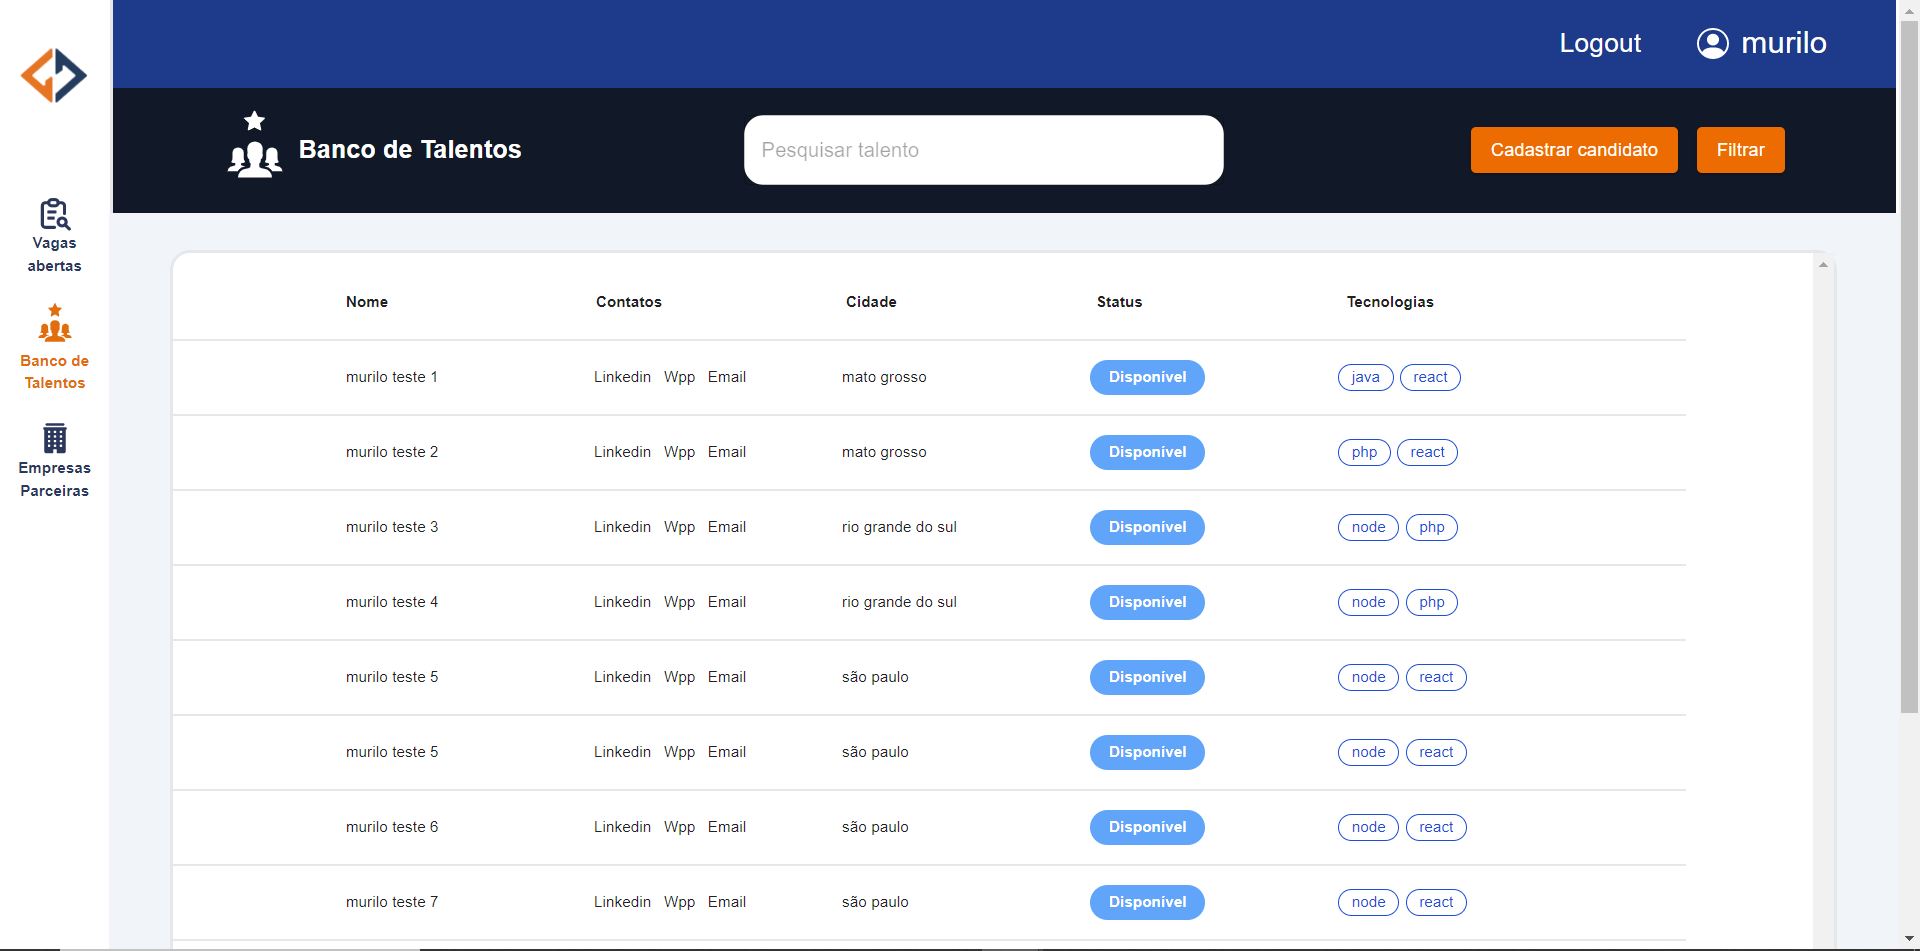 Logout murilo
Banco de Talentos Pesquisar talento Cadastrar candidato Filtrar
Vagas
abertas
Banco de
Talentos
Empresas
Parceiras
Nome Contatos Cidade Status Tecnologias
murilo teste 1 Linkedin Wpp Email mato grosso Disponível java react
murilo teste 2 Linkedin Wpp Email mato grosso Disponível php react
murilo teste 3 Linkedin Wpp Email rio grande do sul Disponível node php
murilo teste 4 Linkedin Wpp Email rio grande do sul Disponível node php
murilo teste 5 Linkedin Wpp Email são paulo Disponível node react
murilo teste 5 Linkedin Wpp Email são paulo Disponível node react
murilo teste 6 Linkedin Wpp Email são paulo Disponível node react
murilo teste 7 Linkedin Wpp Email são paulo Disponível node react